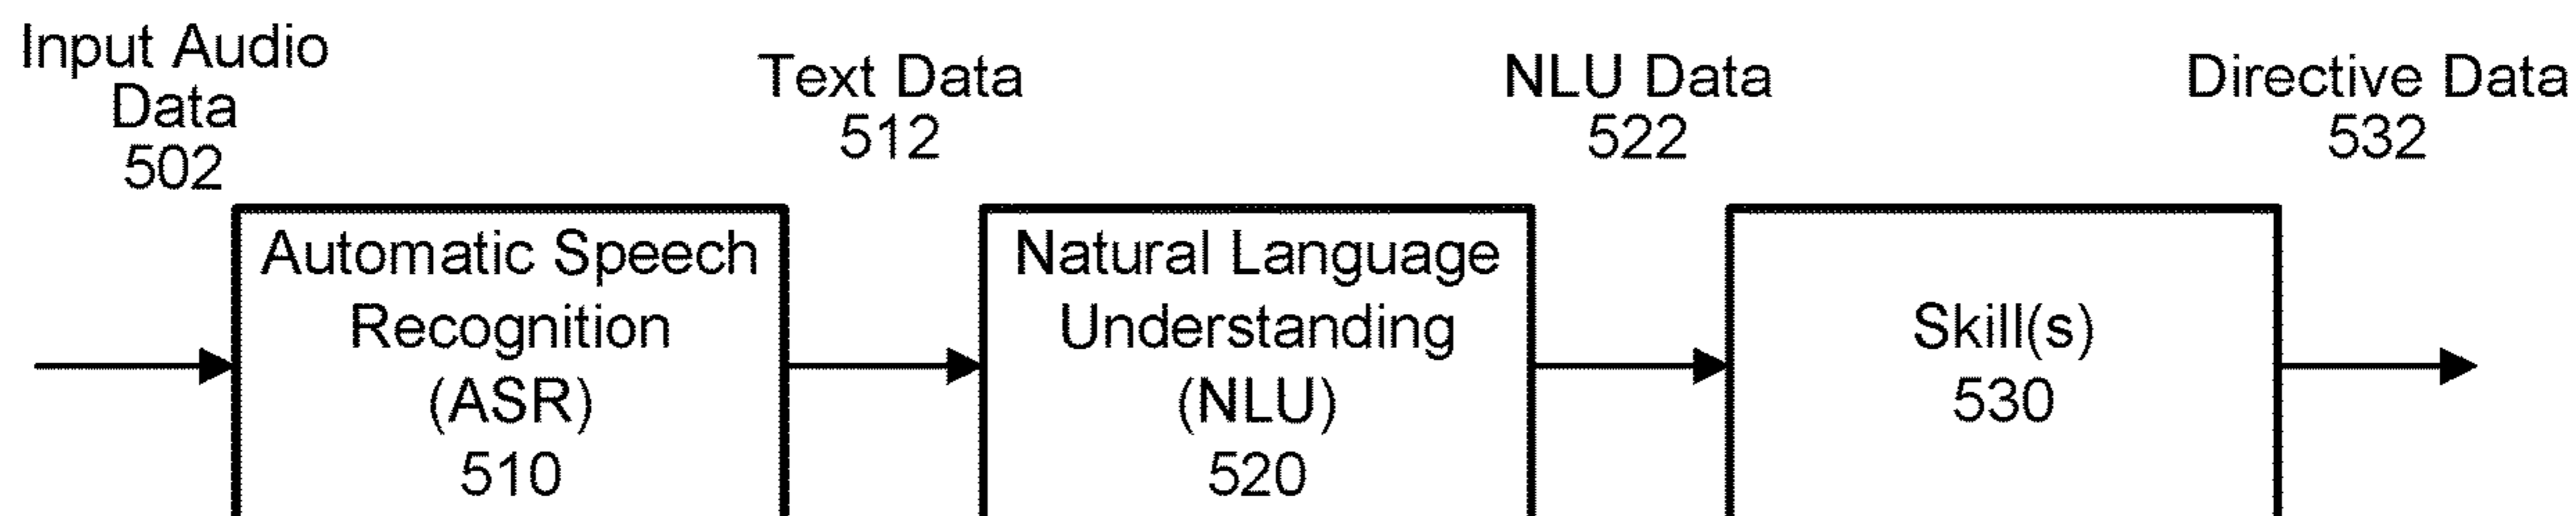 Input Audio
Data
502
Text Data
512
NLU Data
522
Directive Data
532
Automatic Speech
Recognition
(ASR)
510
Natural Language
Understanding
(NLU)
520
Skill(s)
530